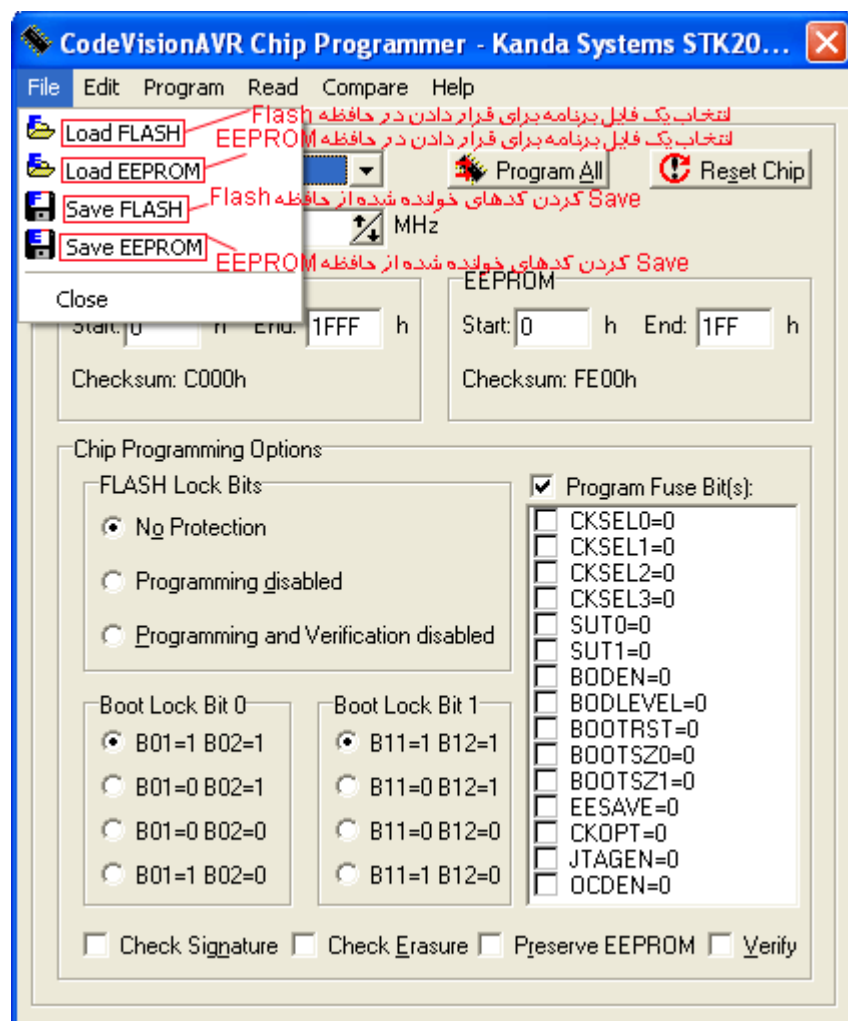 CodeVisionAVR Chip Programmer - Kanda Systems STK20...
File Edit Program Read Compare Help
Load FLASH انتخاب یک فایل برنامه برای قرار دادن در حافظه Flash
انتخاب یک فایل برنامه برای قرار دادن در حافظه EEPROM
Load EEPROM
Program All
Reset Chip
Save FLASH
Save کردن کدهای خوانده شده از حافظه Flash
MHz
Save EEPROM
Save کردن کدهای خوانده شده از حافظه EEPROM
Close
EEPROM
Start: 0 h End: 1FFF h
Start: 0 h End: 1FF h
Checksum: C000h
Checksum: FE00h
Chip Programming Options
FLASH Lock Bits
No Protection
Programming disabled
Programming and Verification disabled
Program Fuse Bit(s):
CKSEL0=0
CKSEL1=0
CKSEL2=0
CKSEL3=0
SUT0=0
SUT1=0
BODEN=0
BODLEVEL=0
BOOTRST=0
BOOTSZ0=0
BOOTSZ1=0
EESAVE=0
CKOPT=0
JTAGEN=0
OCDEN=0
Boot Lock Bit 0
B01=1 B02=1
B01=0 B02=1
B01=0 B02=0
B01=1 B02=0
Boot Lock Bit 1
B11=1 B12=1
B11=0 B12=1
B11=0 B12=0
B11=1 B12=0
Check Signature Check Erasure Preserve EEPROM Verify